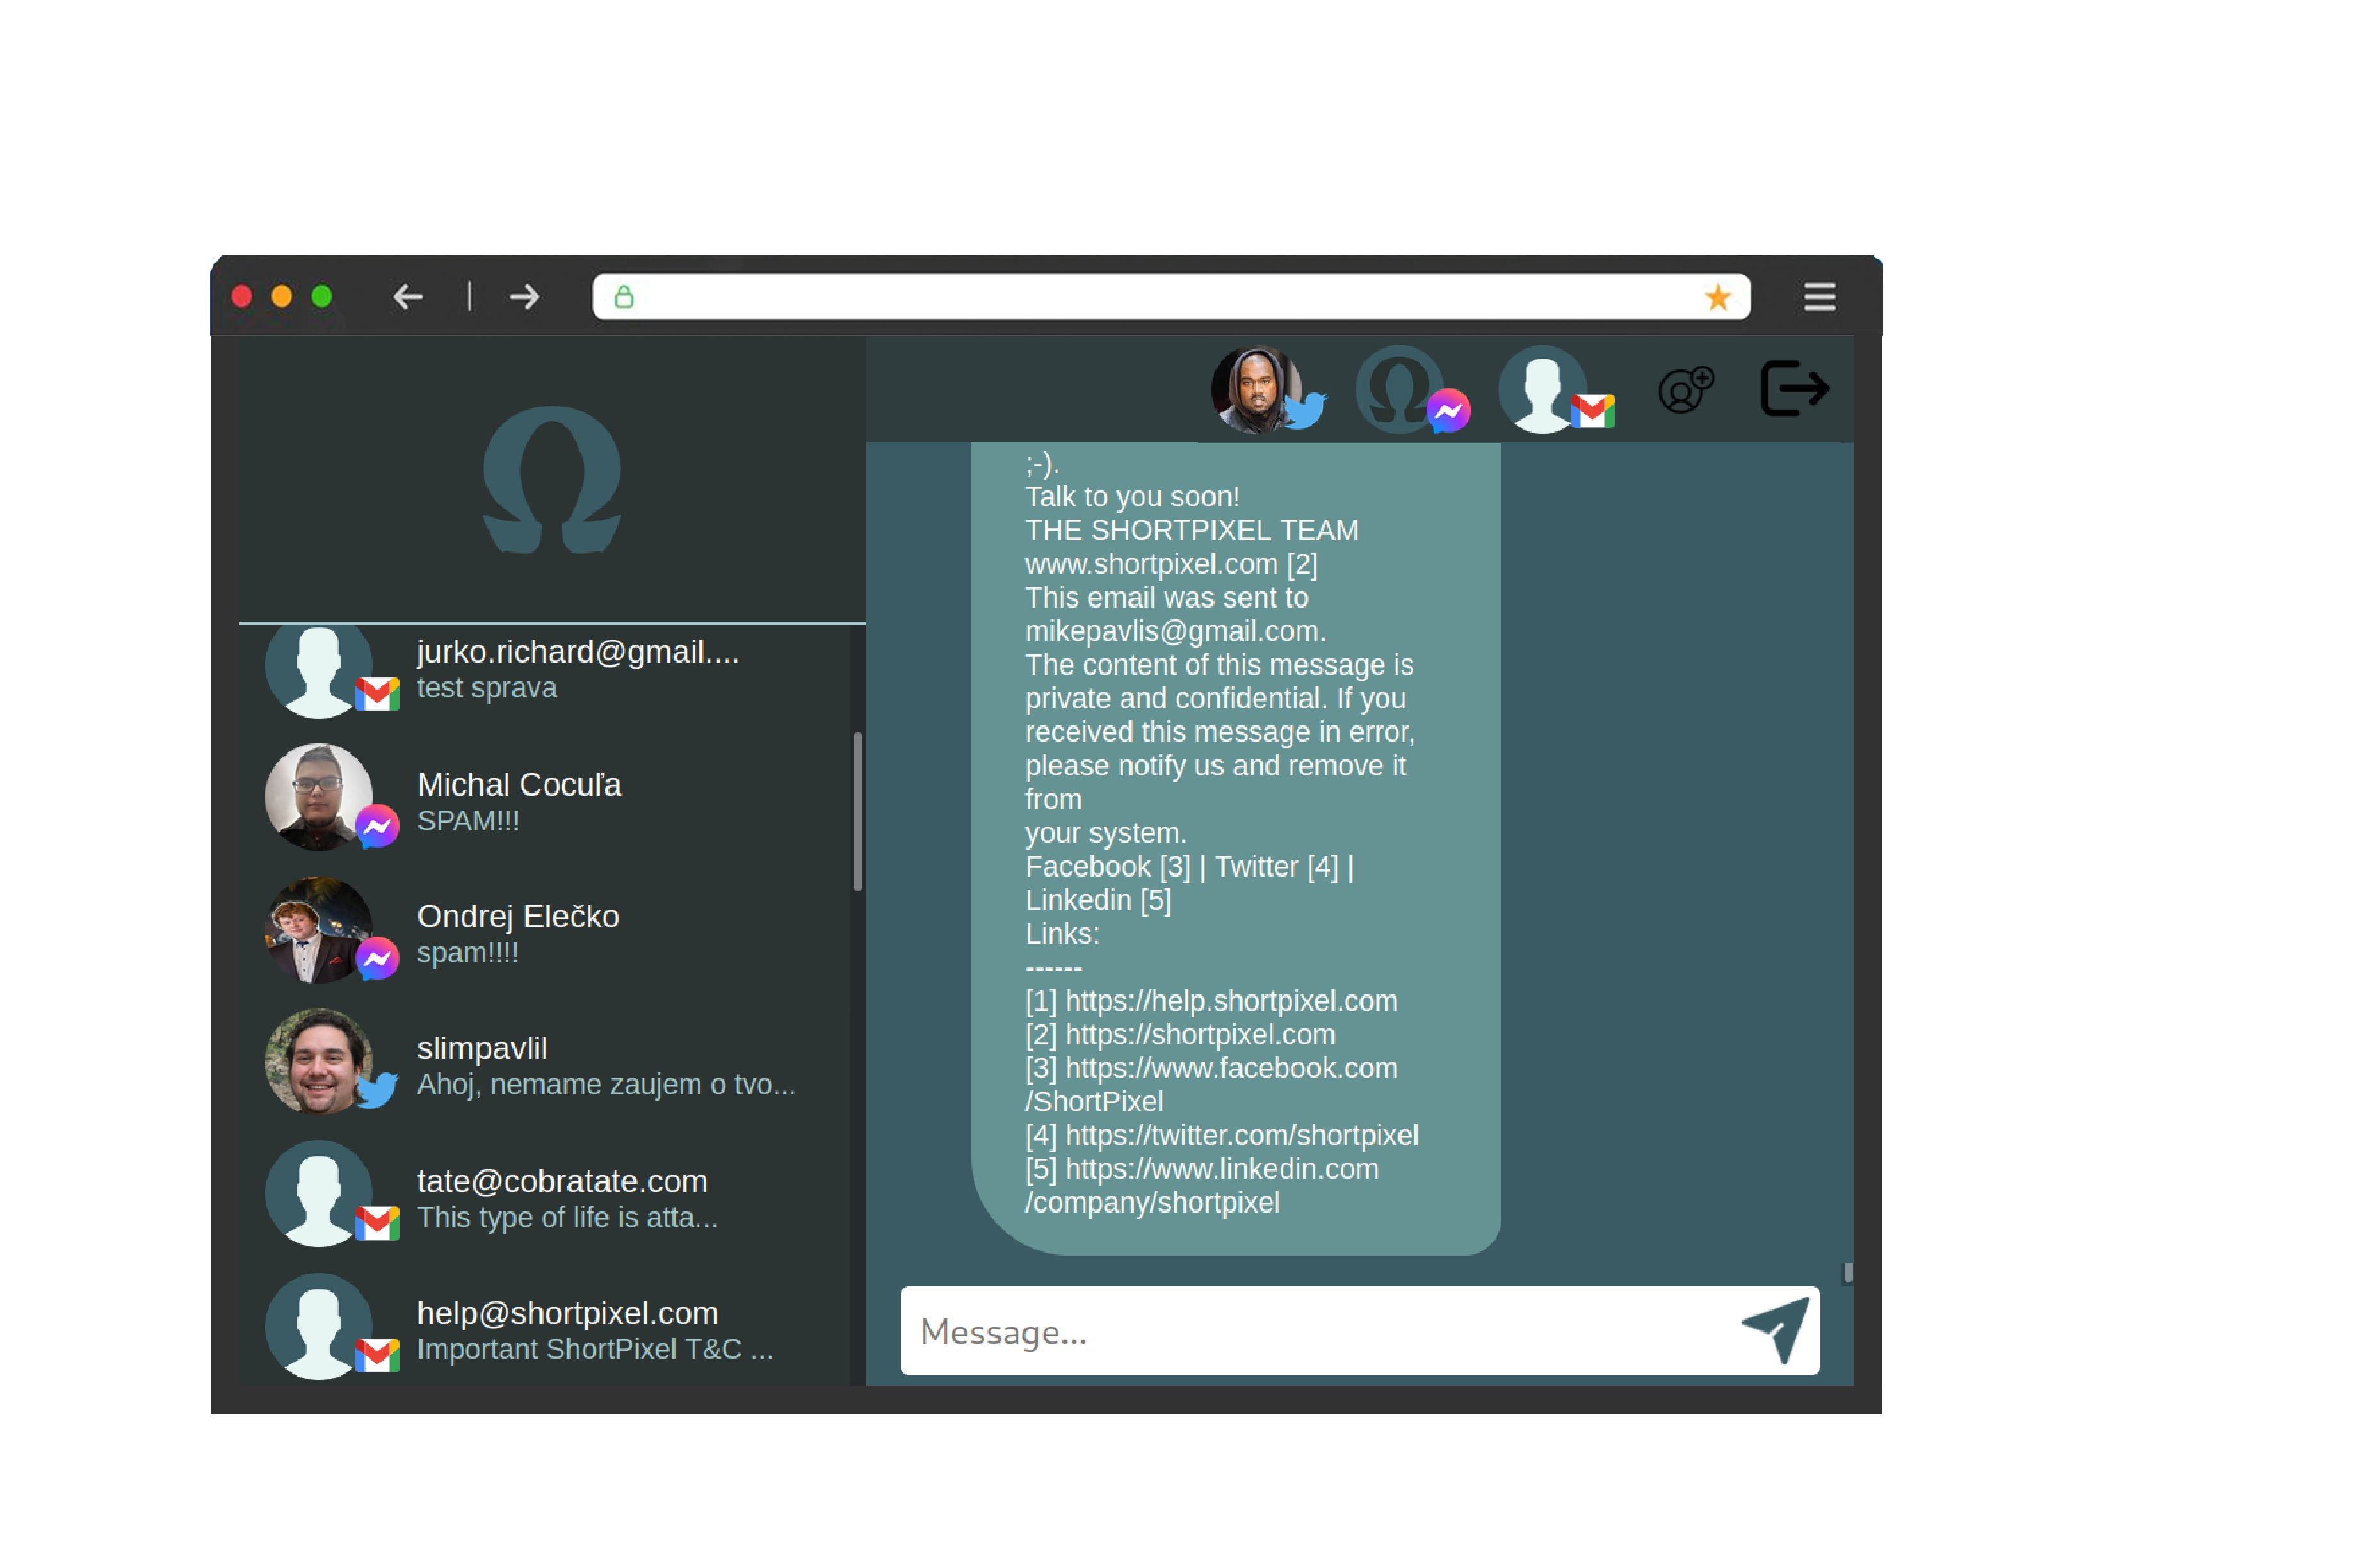 jurko.richard@gmail....
test sprava
Michal Cocuľa
SPAM!!!
Ondrej Elečko
spam!!!!
slimpavlil
Ahoj, nemame zaujem o tvo...
tate@cobratate.com
This type of life is atta...
help@shortpixel.com
Important ShortPixel T&C ...
;-).
Talk to you soon!
THE SHORTPIXEL TEAM
www.shortpixel.com [2]
This email was sent to
mikepavlis@gmail.com.
The content of this message is
private and confidential. If you
received this message in error,
please notify us and remove it
from
your system.
Facebook [3] | Twitter [4] |
Linkedin [5]
Links:
------
[1] https://help.shortpixel.com
[2] https://shortpixel.com
[3] https://www.facebook.com
/ShortPixel
[4] https://twitter.com/shortpixel
[5] https://www.linkedin.com
/company/shortpixel
Message...